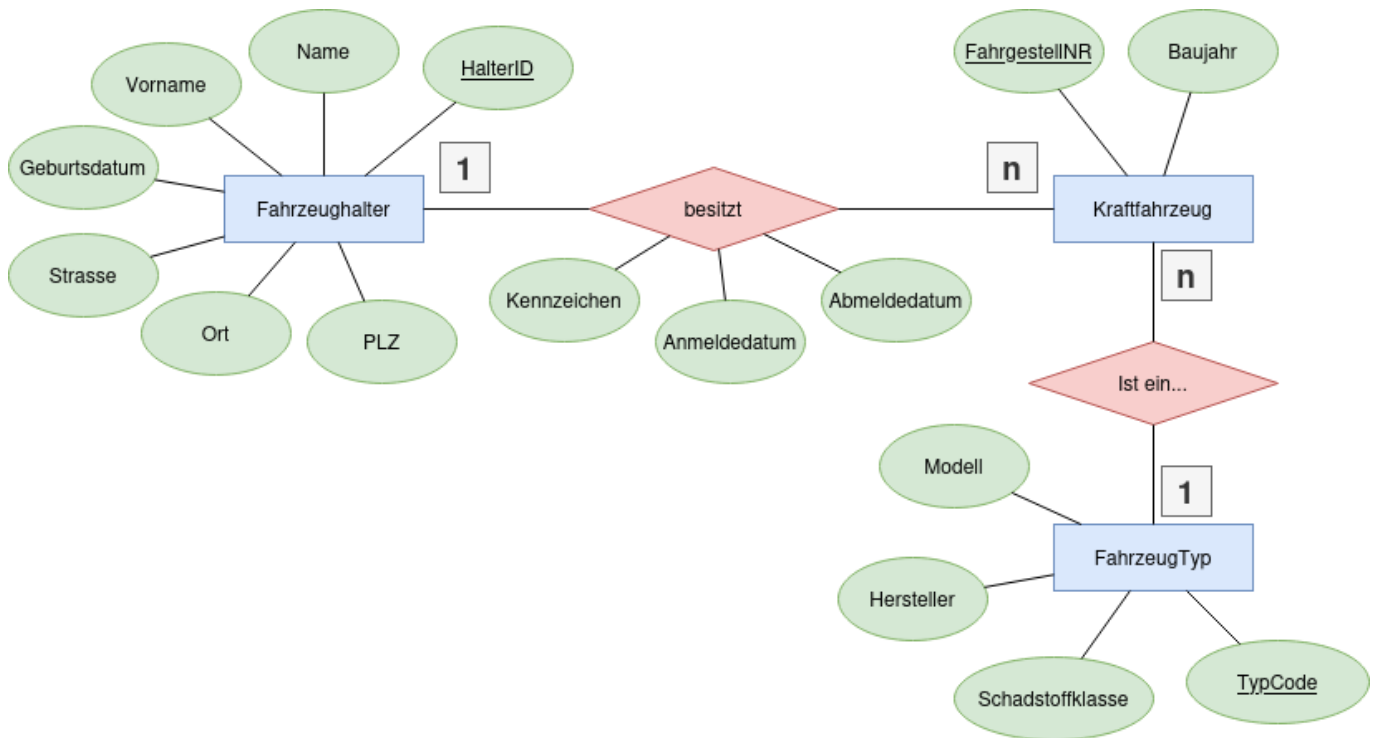 Name
HalterID
FahrgestellNR
Baujahr
Vorname
Geburtsdatum
1
n
Fahrzeughalter
besitzt
Kraftfahrzeug
Strasse
Kennzeichen
Abmeldedatum
n
Ort
PLZ
Anmeldedatum
Ist ein...
Modell
1
FahrzeugTyp
Hersteller
Schadstoffklasse
TypCode